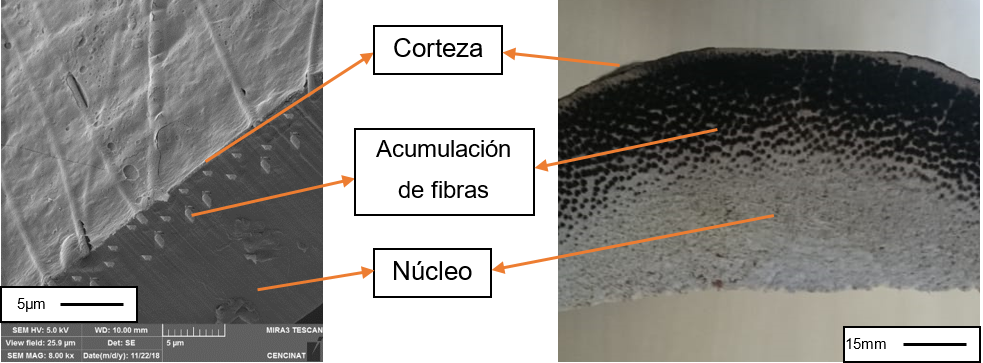 Corteza
Acumulación
de fibras
Núcleo
5µm
15mm
SEM HV: 5.0 kV WD: 10.00 mm MIRA3 TESCAN
View field: 25.9 µm Det: SE 5 µm
SEM MAG: 8.00 kx Date(m/d/y): 11/22/18 CENCINAT